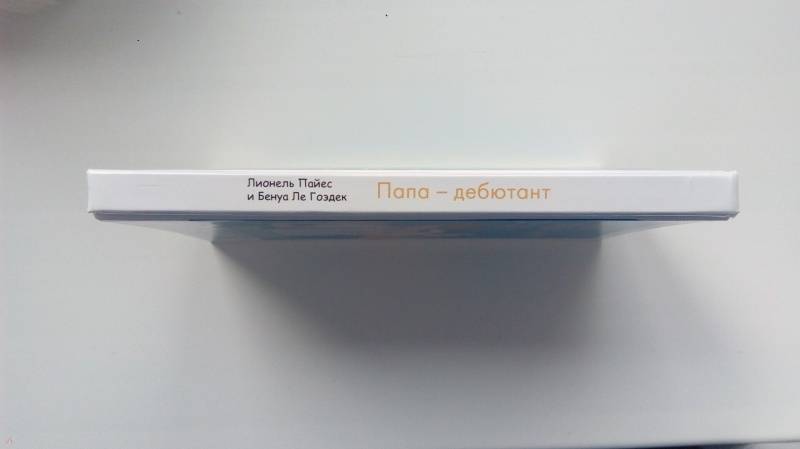 Лионель Пайес
и Бенуа Ле Гоздек
Папа – дебютант